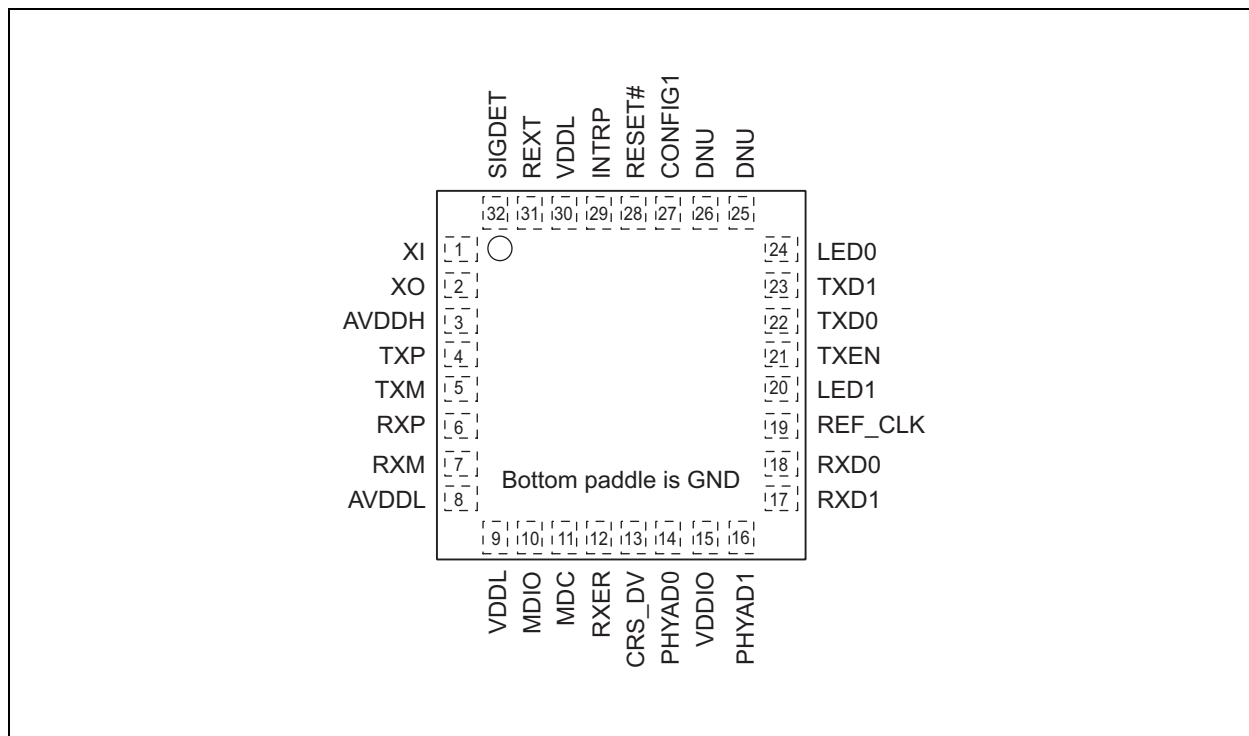 SIGDET
REXT
VDDL
INTRP
RESET#
CONFIG1
DNU
DNU
32 31 30 29 28 27 26 25
XI 1 24 LED0
XO 2 23 TXD1
AVDDH 3 22 TXD0
TXP 4 21 TXEN
TXM 5 20 LED1
RXP 6 19 REF_CLK
RXM 7 18 RXD0
Bottom paddle is GND
AVDDL 8 17 RXD1
9 10 11 12 13 14 15 16
VDDL
MDIO
MDC
RXER
CRS_DV
PHYAD0
VDDIO
PHYAD1